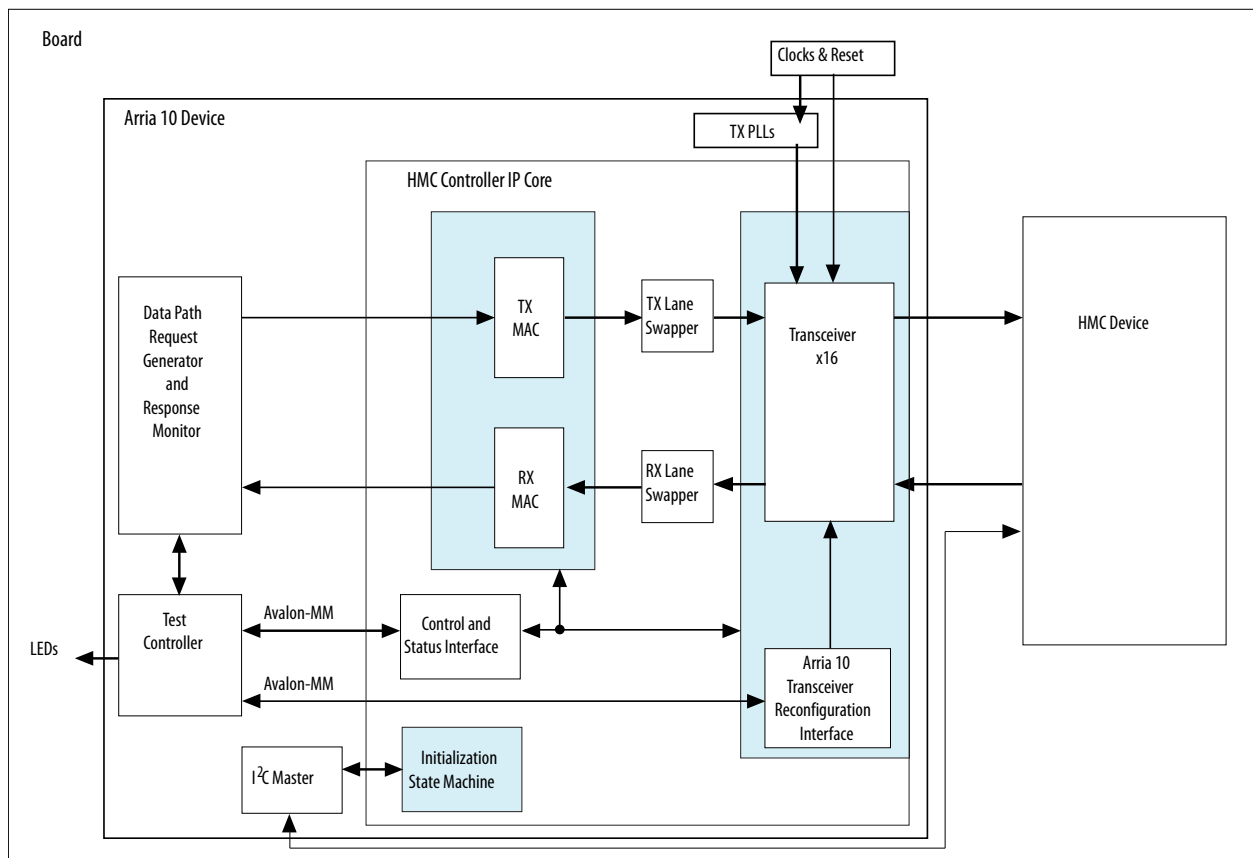 Board
Clocks & Reset
Arria 10 Device
TX PLLs
HMC Controller IP Core
Data Path
Request
Generator
and
Response
Monitor
TX
MAC
TX Lane
Swapper
Transceiver
x16
HMC Device
RX
MAC
RX Lane
Swapper
Test
Controller
Avalon-MM
Control and
Status Interface
LEDs
Avalon-MM
Arria 10
Transceiver
Reconfiguration
Interface
I²C Master
Initialization
State Machine